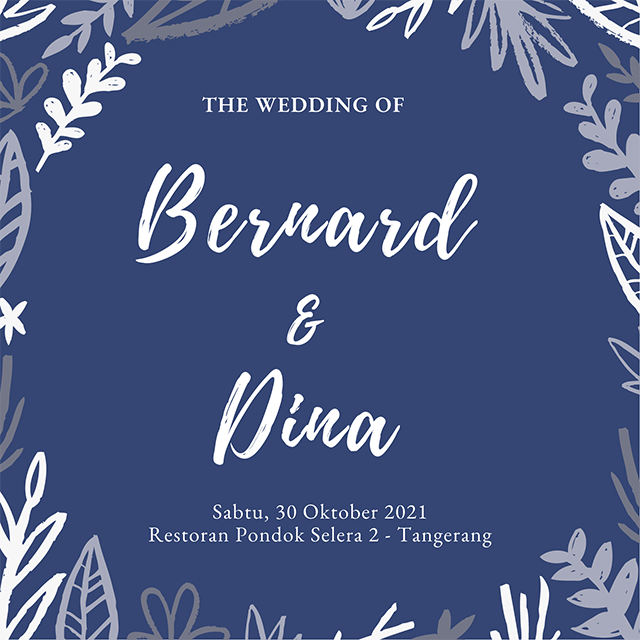 THE WEDDING OF
Bernard
&
Dina
Sabtu, 30 Oktober 2021
Restoran Pondok Selera 2 - Tangerang